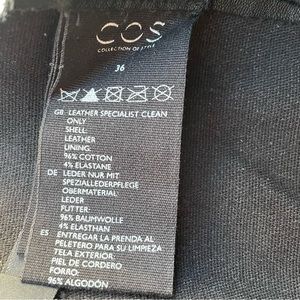 COS
COLLECTION OF STYLE
36
GB LEATHER SPECIALIST CLEAN
ONLY
SHELL:
LEATHER
LINING:
96% COTTON
4% ELASTANE
DE LEDER NUR MIT
SPEZIALLEDERPFLEGE
OBERMATERIAL:
LEDER
FUTTER:
96% BAUMWOLLE
4% ELASTHAN
ES ENTREGAR LA PRENDA AL
PELETERO PARA SU LIMPIEZA
TELA EXTERIOR:
PIEL DE CORDERO
FORRO:
96% ALGODÓN